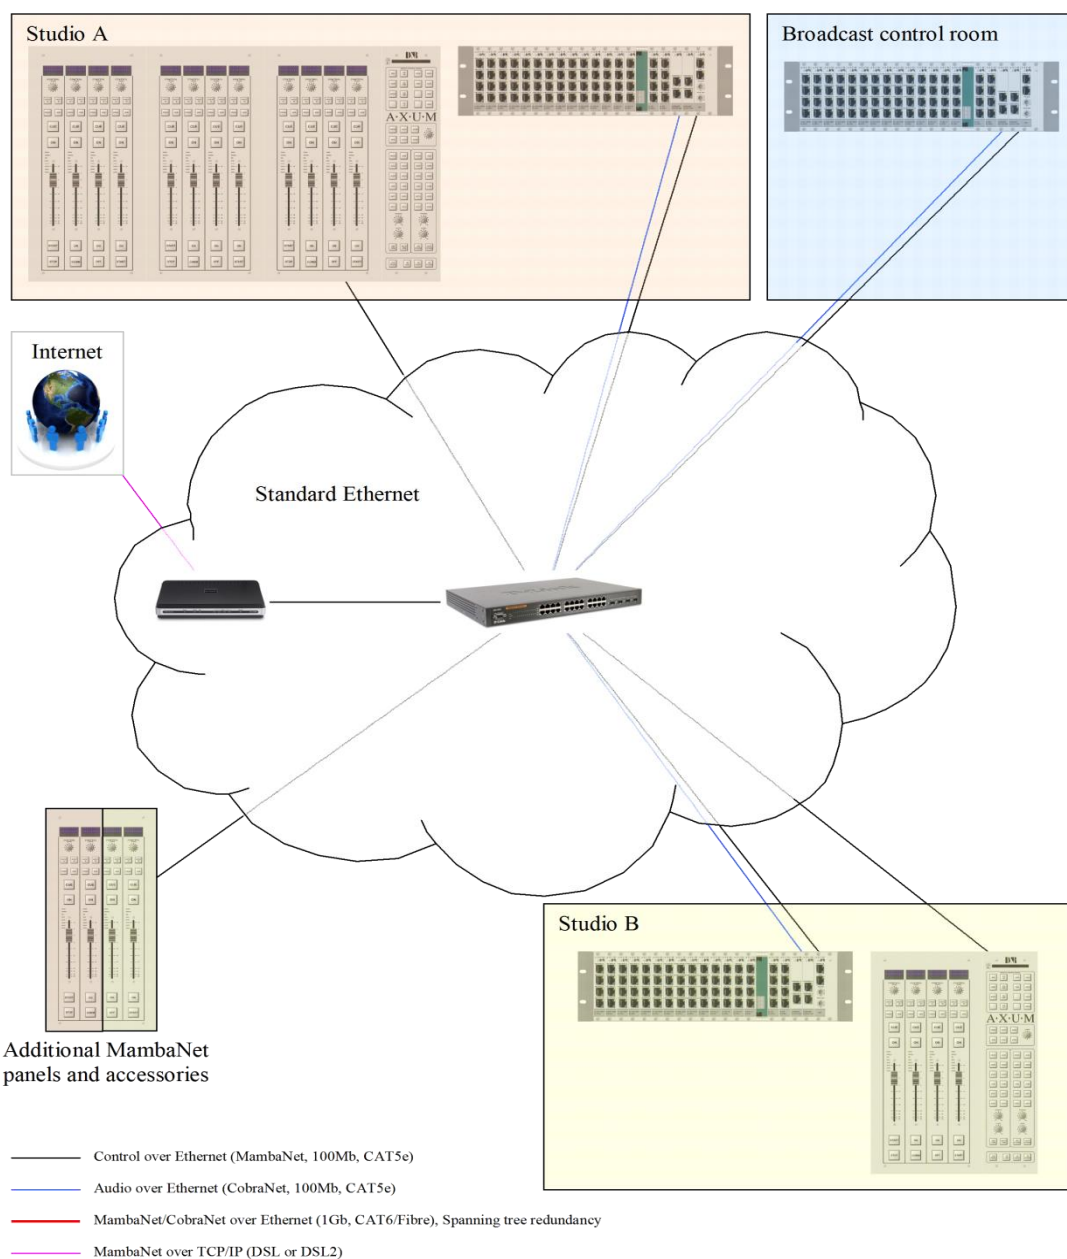 Studio A
Broadcast control room
A·X·U·M
Internet
Standard Ethernet
Studio B
A·X·U·M
Additional MambaNet
panels and accessories
Control over Ethernet (MambaNet, 100Mb, CAT5e)
Audio over Ethernet (CobraNet, 100Mb, CAT5e)
MambaNet/CobraNet over Ethernet (1Gb, CAT6/Fibre), Spanning tree redundancy
MambaNet over TCP/IP (DSL or DSL2)